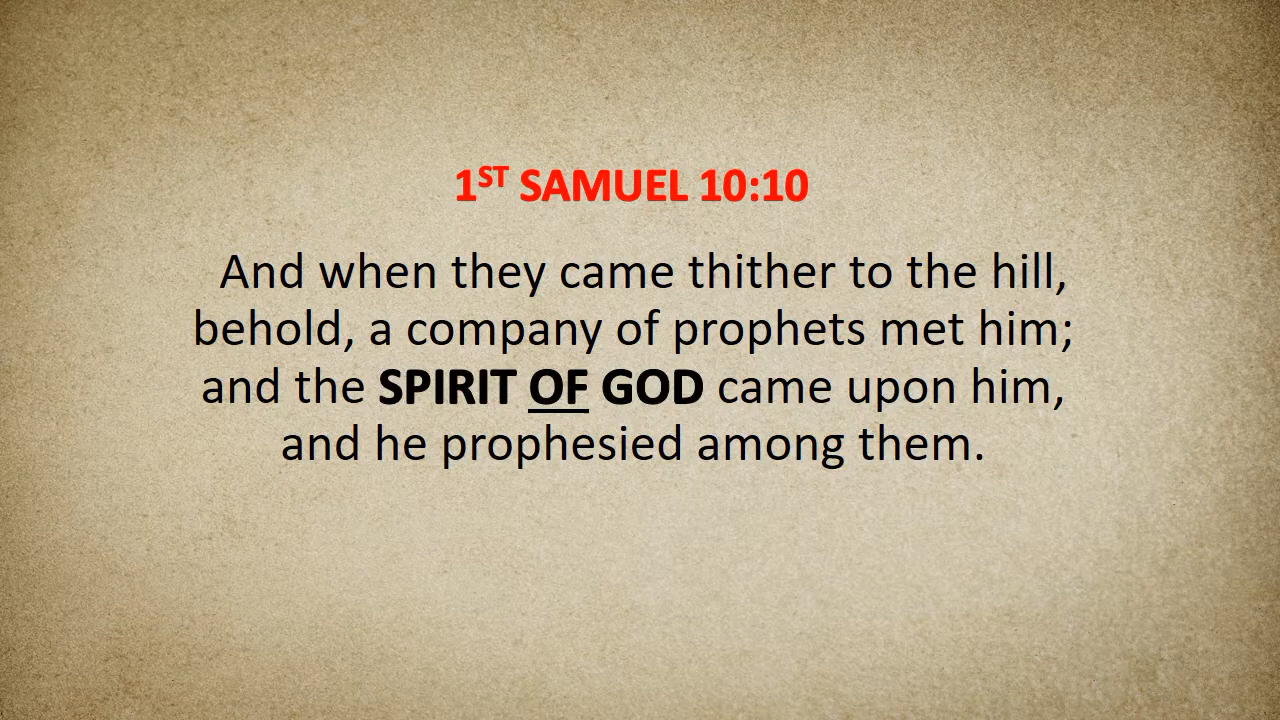 1ST SAMUEL 10:10
And when they came thither to the hill,
behold, a company of prophets met him;
and the SPIRIT OF GOD came upon him,
and he prophesied among them.